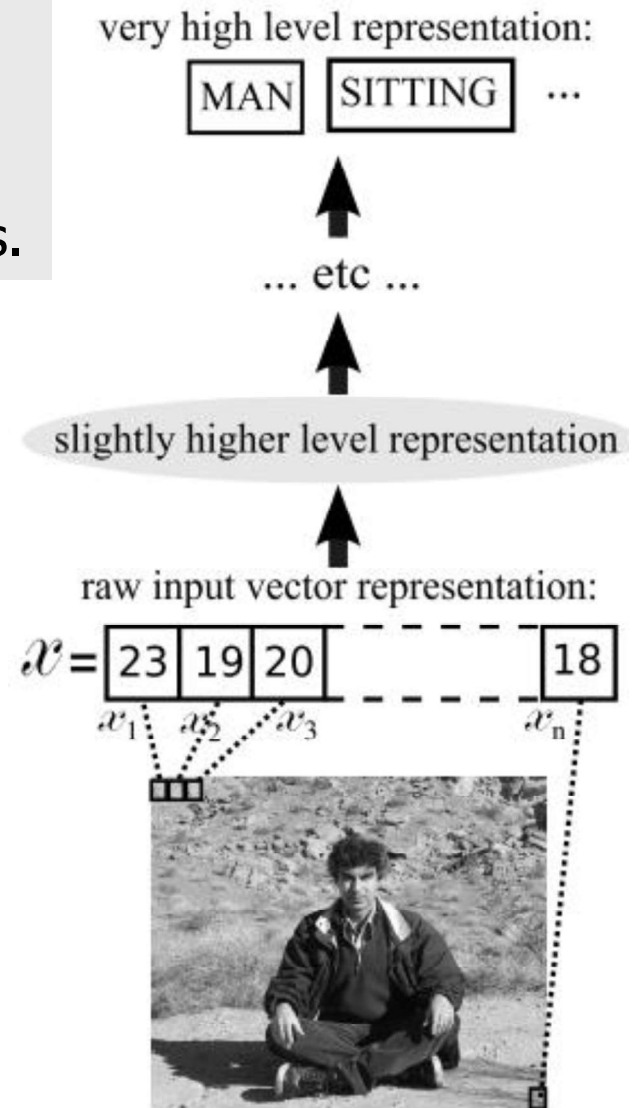 s.
very high level representation:
MAN SITTING ...
... etc ...
slightly higher level representation
raw input vector representation:
x = 23 19 20 18
x1 x2 x3 xn